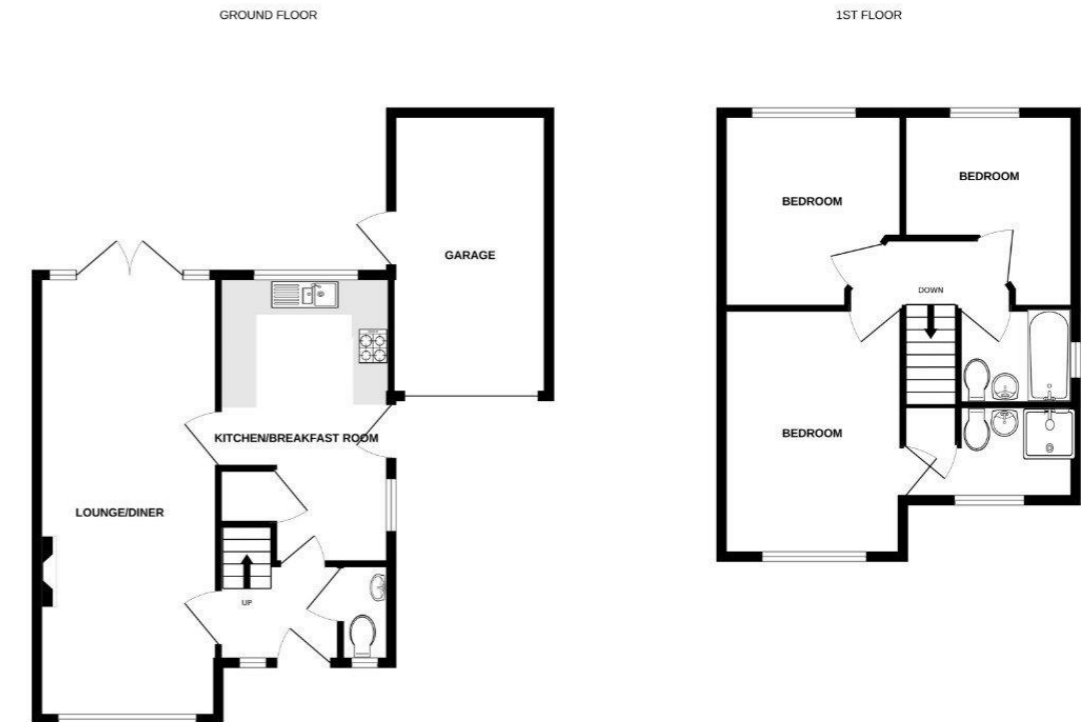 GROUND FLOOR
GARAGE
KITCHEN/BREAKFAST ROOM
LOUNGE/DINER
UP
1ST FLOOR
BEDROOM
BEDROOM
DOWN
BEDROOM